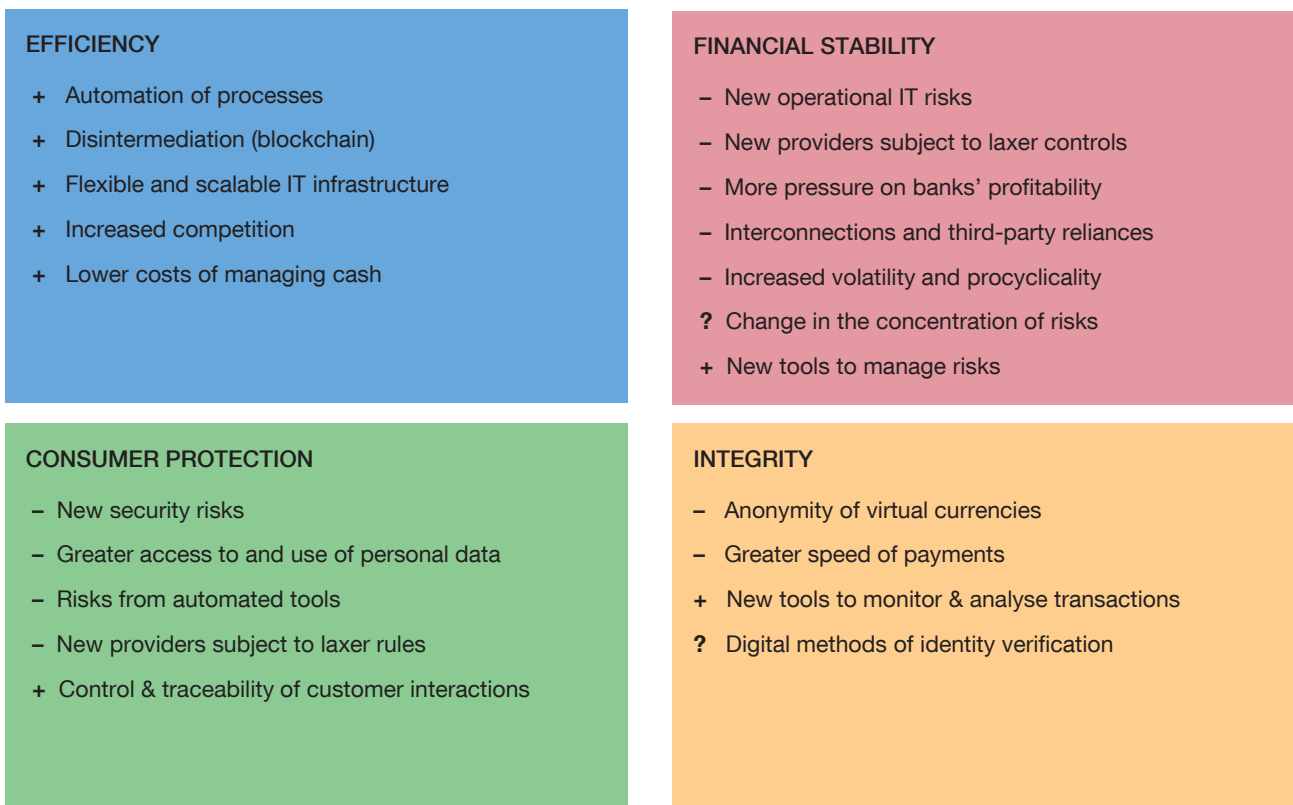 EFFICIENCY
+ Automation of processes
+ Disintermediation (blockchain)
+ Flexible and scalable IT infrastructure
+ Increased competition
+ Lower costs of managing cash
FINANCIAL STABILITY
– New operational IT risks
– New providers subject to laxer controls
– More pressure on banks’ profitability
– Interconnections and third-party reliances
– Increased volatility and procyclicality
? Change in the concentration of risks
+ New tools to manage risks
CONSUMER PROTECTION
– New security risks
– Greater access to and use of personal data
– Risks from automated tools
– New providers subject to laxer rules
+ Control & traceability of customer interactions
INTEGRITY
– Anonymity of virtual currencies
– Greater speed of payments
+ New tools to monitor & analyse transactions
? Digital methods of identity verification